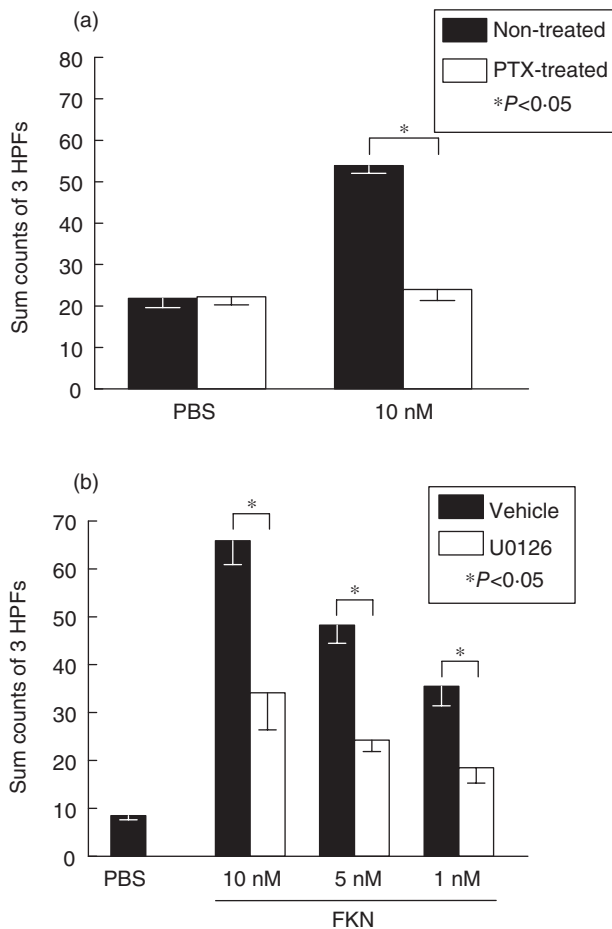 (a)
Non-treated
PTX-treated
*P<0·05
80
70
60
50
40
30
20
10
0
Sum counts of 3 HPFs
*
PBS
10 nM
(b)
Vehicle
U0126
*P<0·05
70
60
50
40
30
20
10
0
Sum counts of 3 HPFs
*
*
*
PBS
10 nM
5 nM
1 nM
FKN